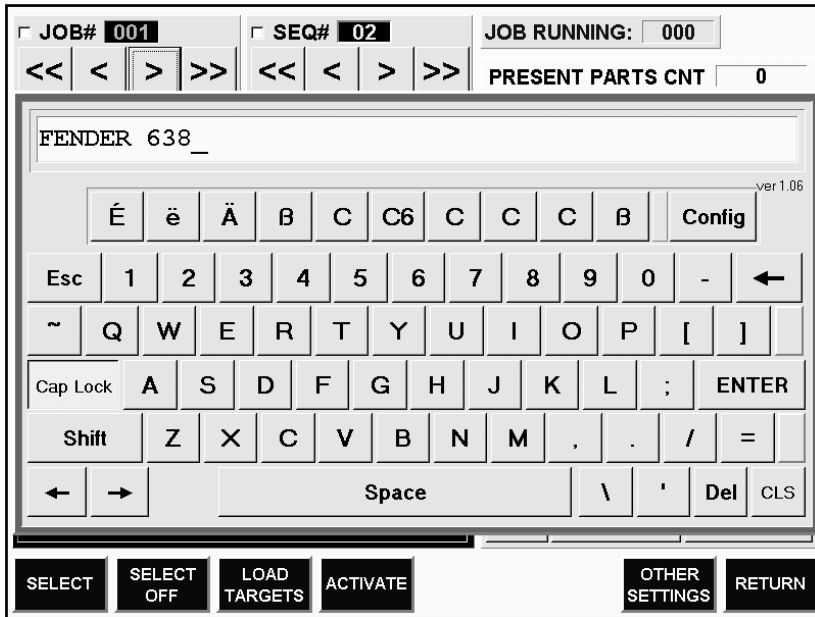 JOB# 001 SEQ# 02 JOB RUNNING: 000
<< < > >> << < > >> PRESENT PARTS CNT 0
FENDER 638_
ver 1.06
É ë Ä ß C C6 C C C ß Config
Esc 1 2 3 4 5 6 7 8 9 0 - ←
~ Q W E R T Y U I O P [ ]
Cap Lock A S D F G H J K L ; ENTER
Shift Z X C V B N M , . / =
← → Space \ ' Del CLS
SELECT SELECT OFF LOAD TARGETS ACTIVATE OTHER SETTINGS RETURN